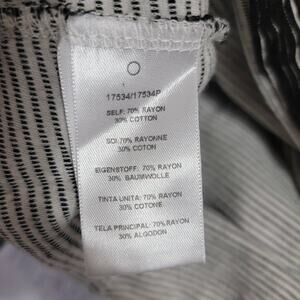 17534/17534P
SELF: 70% RAYON
30% COTTON
SOI:70% RAYONNE
30% COTON
EIGENSTOFF: 70% RAYON
30% BAUMWOLLE
TINTA UNITA: 70% RAYON
30% COTONE
TELA PRINCIPAL: 70% RAYON
30% ALGODON